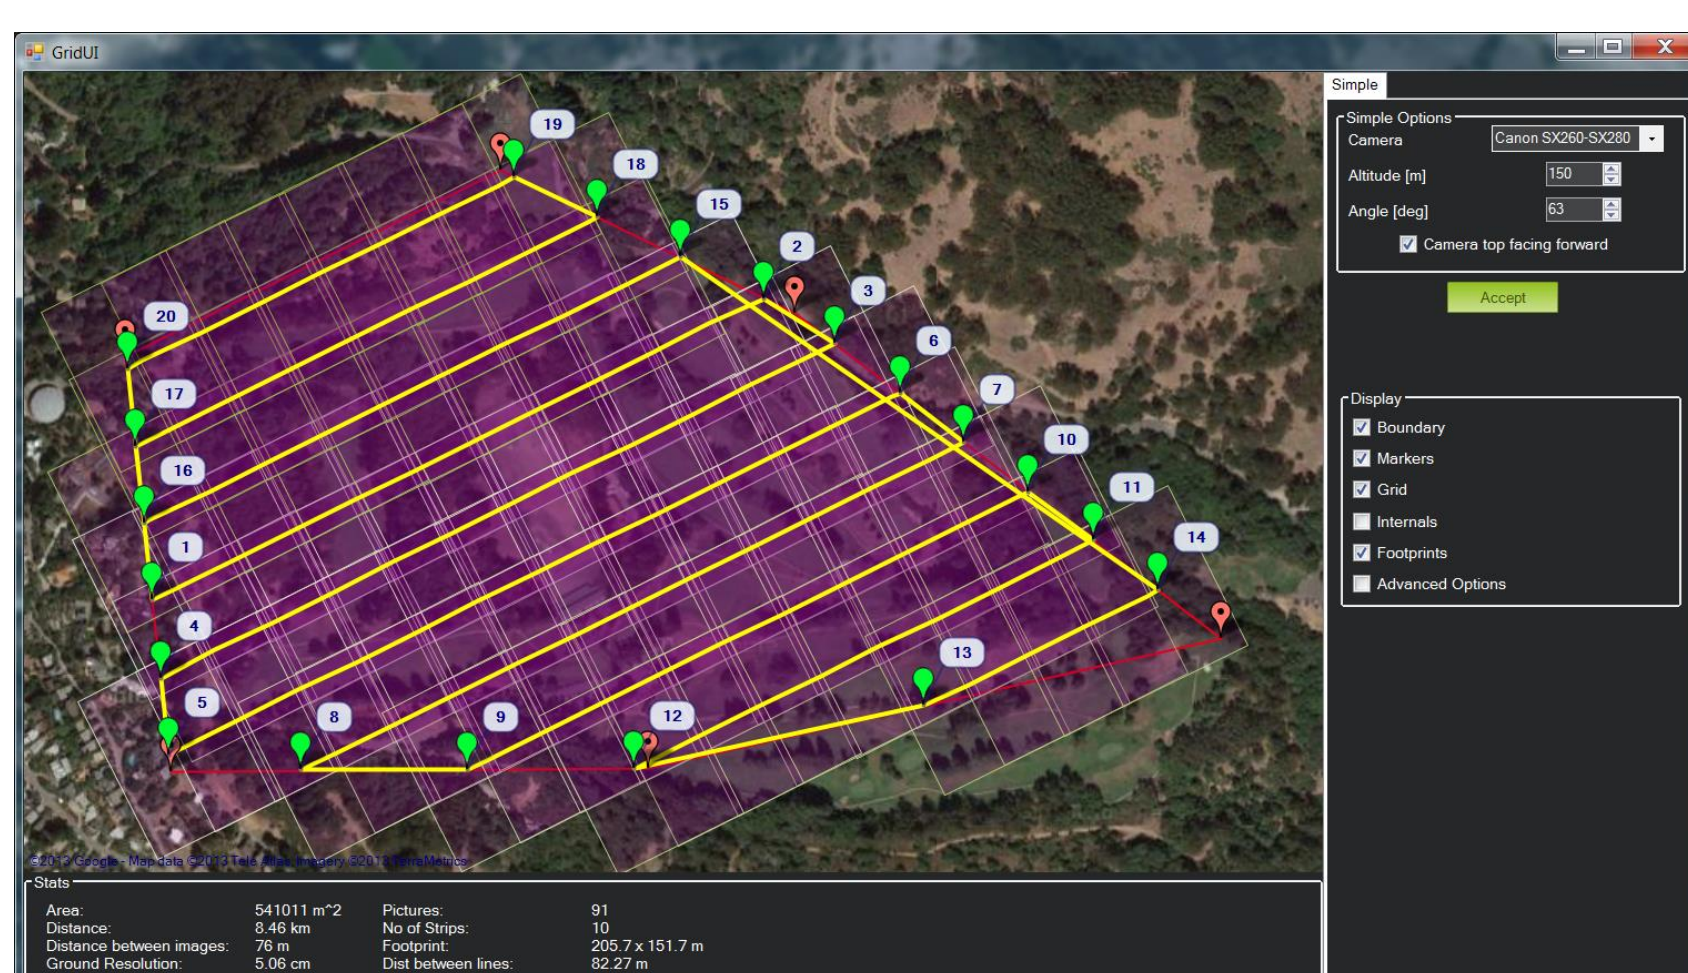 GridUI
Simple
Simple Options
Camera Canon SX260-SX280
Altitude [m] 150
Angle [deg] 63
Camera top facing forward
Accept
Display
Boundary
Markers
Grid
Internals
Footprints
Advanced Options
19
18
15
2
3
20
6
17
7
10
16
11
14
1
4
13
5
8
9
12
©2013 Google - Map data ©2013 Tele Atlas, Imagery ©2013 TerraMetrics
Stats
Area: 541011 m^2 Pictures: 91
Distance: 8.46 km No of Strips: 10
Distance between images: 76 m Footprint: 205.7 x 151.7 m
Ground Resolution: 5.06 cm Dist between lines: 82.27 m